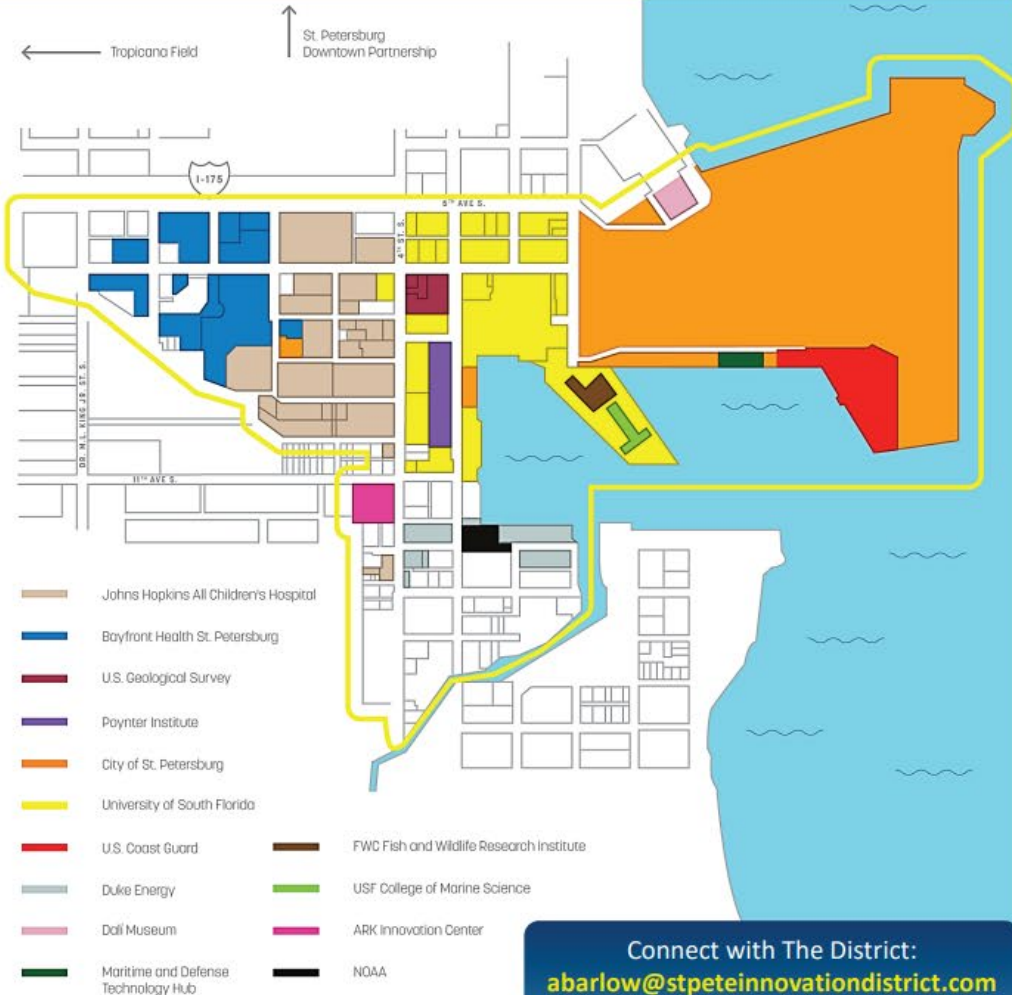 Tropicana Field
St. Petersburg
Downtown Partnership
I-175
6TH AVE S.
4TH ST. S.
DR. M.L. KING JR. ST. S.
11TH AVE S.
Johns Hopkins All Children's Hospital
Bayfront Health St. Petersburg
U.S. Geological Survey
Poynter Institute
City of St. Petersburg
University of South Florida
U.S. Coast Guard
Duke Energy
Dalí Museum
Maritime and Defense
Technology Hub
FWC Fish and Wildlife Research Institute
USF College of Marine Science
ARK Innovation Center
NOAA
Connect with The District:
abarlow@stpeteinnovationdistrict.com